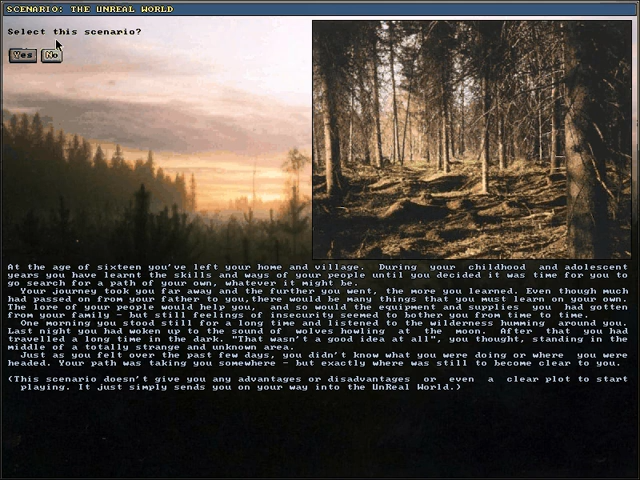 SCENARIO: THE UNREAL WORLD
Select this scenario?
Yes No
At the age of sixteen you've left your home and village. During your childhood and adolescent
years you have learnt the skills and ways of your people until you decided it was time for you to
go search for a path of your own, whatever it might be.
Your journey took you far away and the further you went, the more you learned. Even though much
had passed on from your father to you,there would be many things that you must learn on your own.
The lore of your people would help you, and so would the equipment and supplies you had gotten
from your family - but still feelings of insecurity seemed to bother you from time to time.
One morning you stood still for a long time and listened to the wilderness humming around you.
Last night you had woken up to the sound of wolves howling at the moon. After that you had
travelled a long time in the dark. "That wasn't a good idea at all", you thought, standing in the
middle of a totally strange and unknown area.
Just as you felt over the past few days, you didn't know what you were doing or where you were
headed. Your path was taking you somewhere - but exactly where was still to become clear to you.
(This scenario doesn't give you any advantages or disadvantages or even a clear plot to start
playing. It just simply sends you on your way into the UnReal World.)